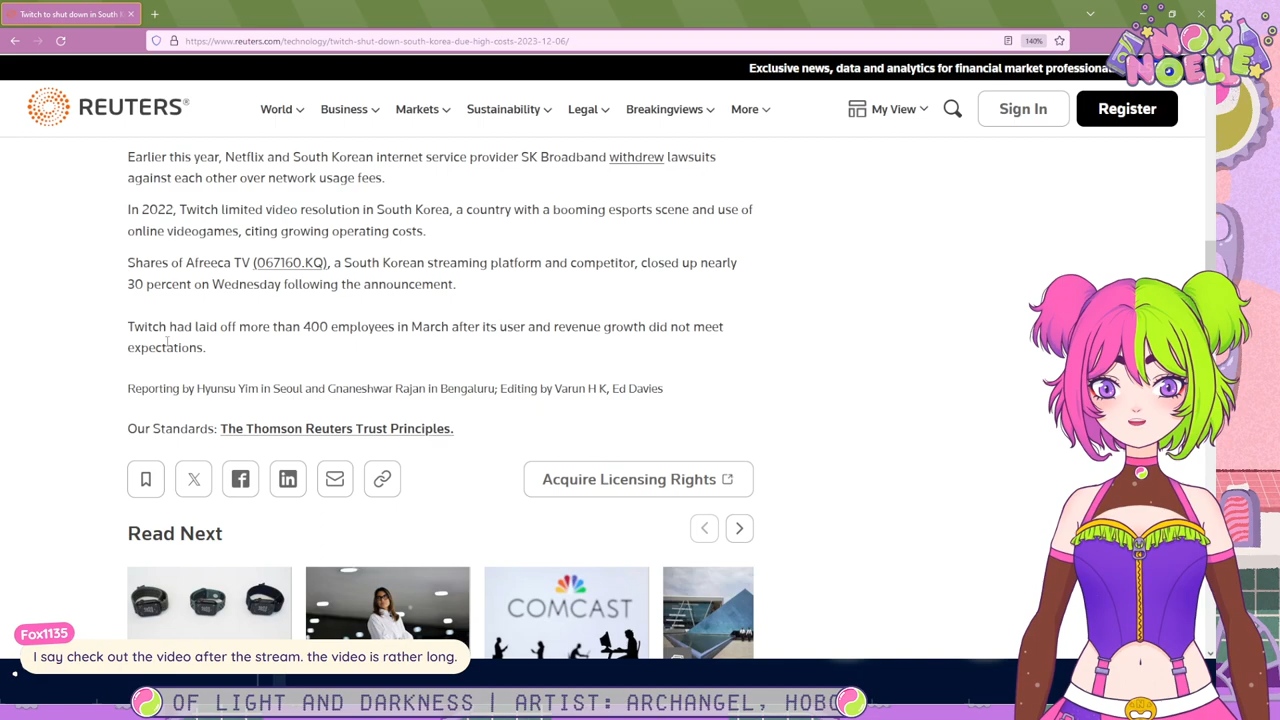 Twitch to shut down in South
https://www.reuters.com/technology/twitch-shut-down-south-korea-due-high-costs-2023-12-06/
140%
NOX
NOELLE
Exclusive news, data and analytics for financial market
REUTERS®
World
Business
Markets
Sustainability
Legal
Breakingviews
More
My View
Sign In
Register
Earlier this year, Netflix and South Korean internet service provider SK Broadband withdrew lawsuits
against each other over network usage fees.
In 2022, Twitch limited video resolution in South Korea, a country with a booming esports scene and use of
online videogames, citing growing operating costs.
Shares of Afreeca TV (067160.KQ), a South Korean streaming platform and competitor, closed up nearly
30 percent on Wednesday following the announcement.
Twitch had laid off more than 400 employees in March after its user and revenue growth did not meet
expectations.
Reporting by Hyunsu Yim in Seoul and Gnaneshwar Rajan in Bengaluru; Editing by Varun H K, Ed Davies
Our Standards: The Thomson Reuters Trust Principles.
Acquire Licensing Rights
Read Next
COMCAST
Fox1135
I say check out the video after the stream. the video is rather long.
OF LIGHT AND DARKNESS | ARTIST: ARCHANGEL, HOBO